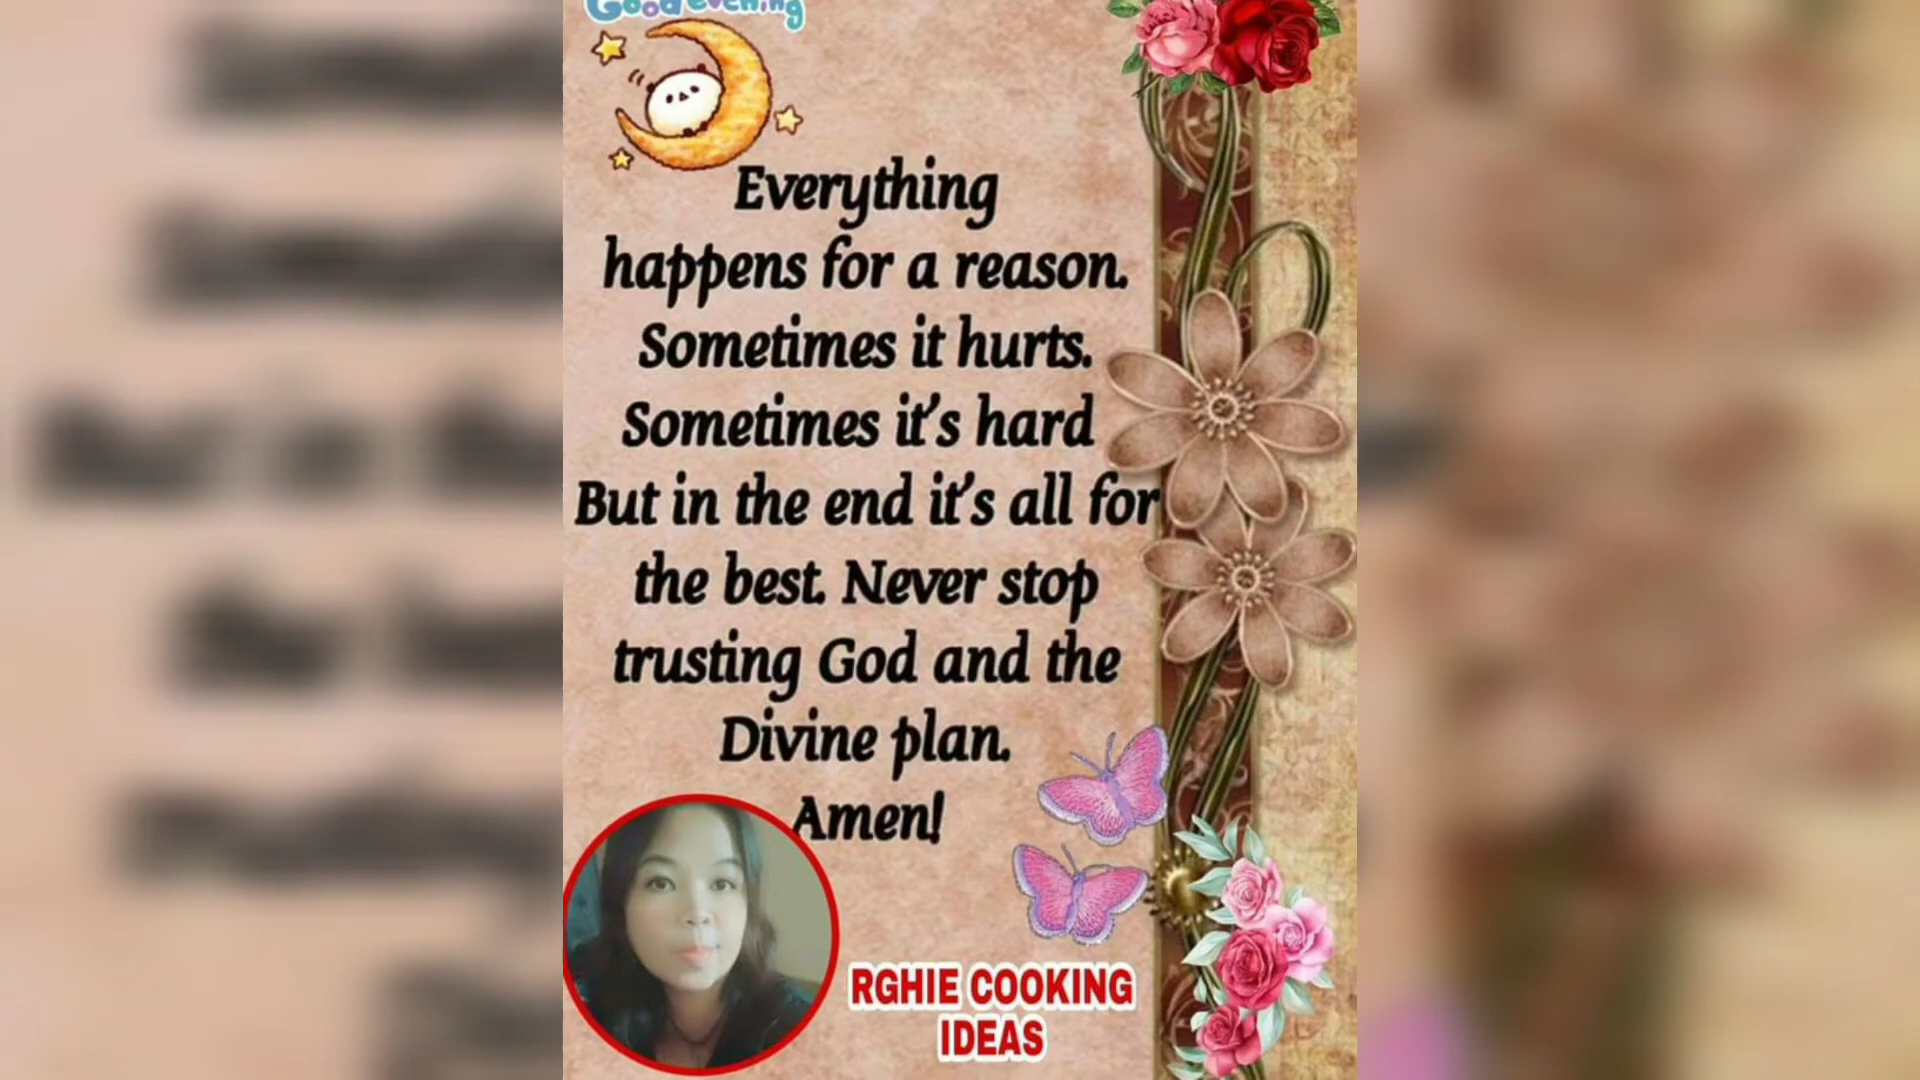 Good evening
Everything
happens for a reason.
Sometimes it hurts.
Sometimes it's hard
But in the end it's all for
the best. Never stop
trusting God and the
Divine plan.
Amen!
RGHIE COOKING
IDEAS